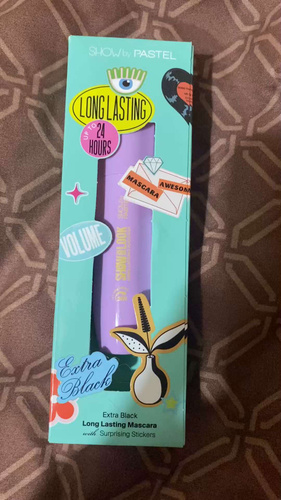 SHOW by PASTEL
LONG LASTING
UP TO
24
HOURS
MASCARA
AWESOME
VOLUME
Extra
Black
Extra Black
Long Lasting Mascara
with Surprising Stickers